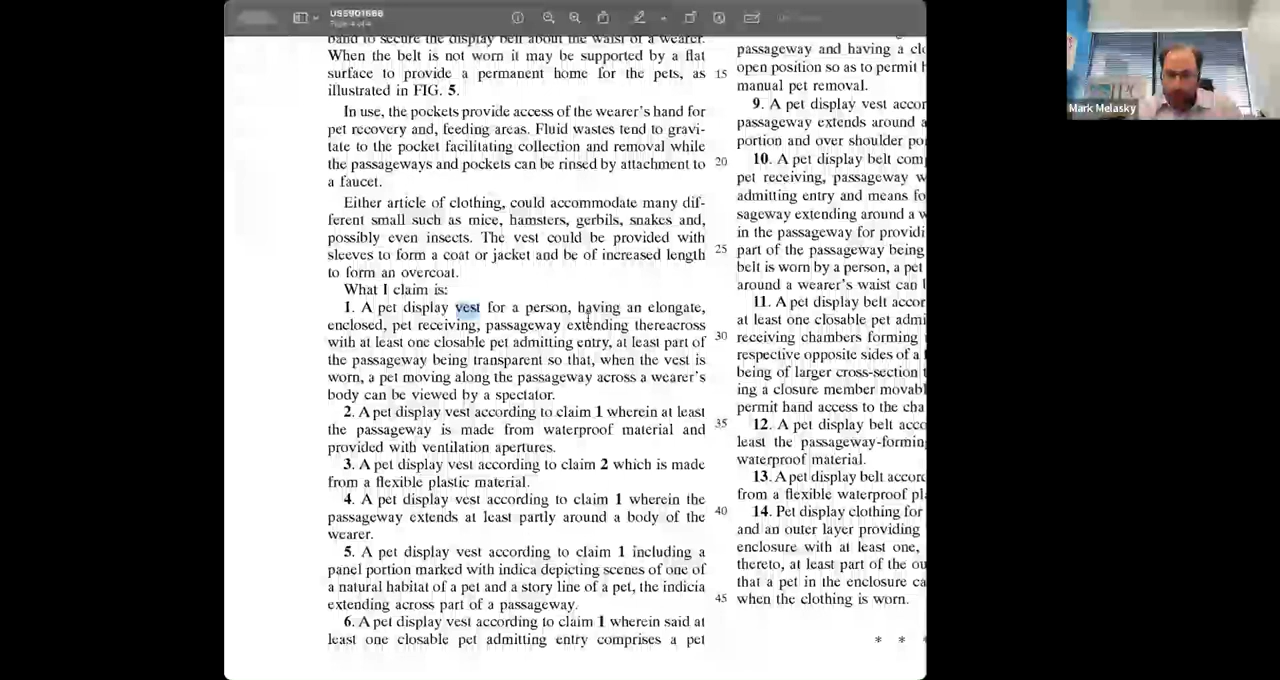 US5901666
Page 4 of 4
Mark Melasky
band to secure the display belt about the waist of a wearer.
When the belt is not worn it may be supported by a flat
surface to provide a permanent home for the pets, as
illustrated in FIG. 5.
In use, the pockets provide access of the wearer's hand for
pet recovery and, feeding areas. Fluid wastes tend to gravi-
tate to the pocket facilitating collection and removal while
the passageways and pockets can be rinsed by attachment to
a faucet.
Either article of clothing, could accommodate many dif-
ferent small such as mice, hamsters, gerbils, snakes and,
possibly even insects. The vest could be provided with
sleeves to form a coat or jacket and be of increased length
to form an overcoat.
What I claim is:
1. A pet display vest for a person, having an elongate,
enclosed, pet receiving, passageway extending thereacross
with at least one closable pet admitting entry, at least part of
the passageway being transparent so that, when the vest is
worn, a pet moving along the passageway across a wearer's
body can be viewed by a spectator.
2. A pet display vest according to claim 1 wherein at least
the passageway is made from waterproof material and
provided with ventilation apertures.
3. A pet display vest according to claim 2 which is made
from a flexible plastic material.
4. A pet display vest according to claim 1 wherein the
passageway extends at least partly around a body of the
wearer.
5. A pet display vest according to claim 1 including a
panel portion marked with indica depicting scenes of one of
a natural habitat of a pet and a story line of a pet, the indicia
extending across part of a passageway.
6. A pet display vest according to claim 1 wherein said at
least one closable pet admitting entry comprises a pet
15
20
25
30
35
40
45
passageway and having a clo
open position so as to permit h
manual pet removal.
9. A pet display vest accor
passageway extends around a
portion and over shoulder po
10. A pet display belt com
pet receiving, passageway w
admitting entry and means fo
sageway extending around a w
in the passageway for providi
part of the passageway being
belt is worn by a person, a pet
around a wearer's waist can
11. A pet display belt accor
at least one closable pet admi
receiving chambers forming
respective opposite sides of a
being of larger cross-section
ing a closure member movabl
permit hand access to the cha
12. A pet display belt acco
least the passageway-forming
waterproof material.
13. A pet display belt accord
from a flexible waterproof pl
14. Pet display clothing for
and an outer layer providing
enclosure with at least one,
thereto, at least part of the ou
that a pet in the enclosure ca
when the clothing is worn.
* * *